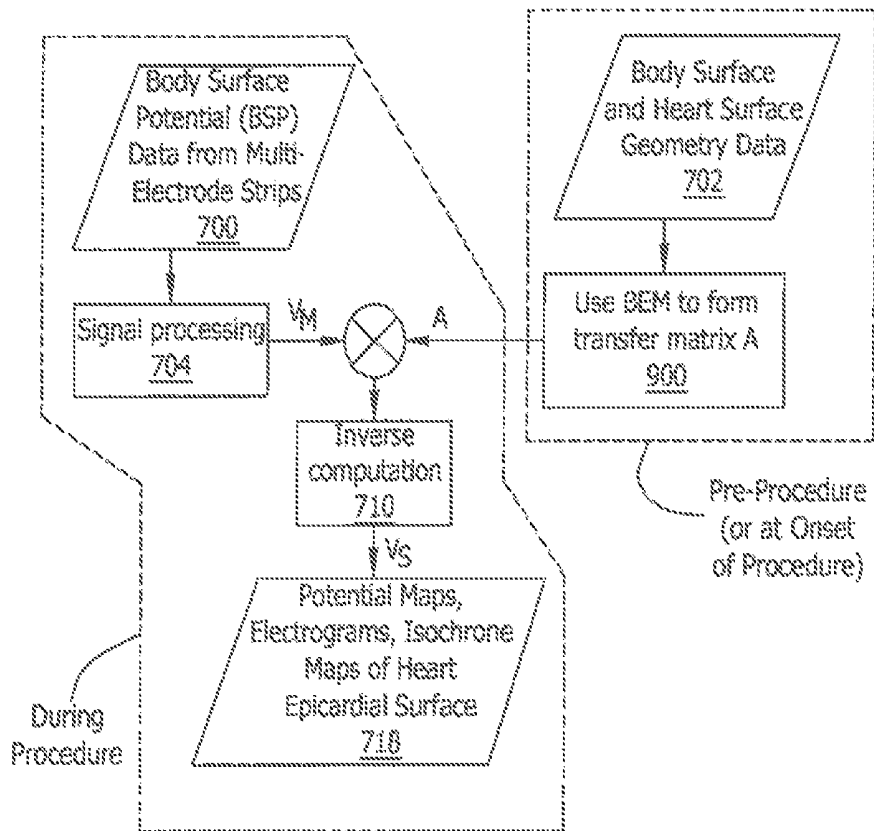 Body Surface
Potential (BSP)
Data from Multi-
Electrode Strips
700
Body Surface
and Heart Surface
Geometry Data
702
Signal processing
704
VM
A
Use BEM to form
transfer matrix A
900
Inverse
computation
710
VS
Potential Maps,
Electrograms, Isochrone
Maps of Heart
Epicardial Surface
718
Pre-Procedure
(or at Onset
of Procedure)
During
Procedure